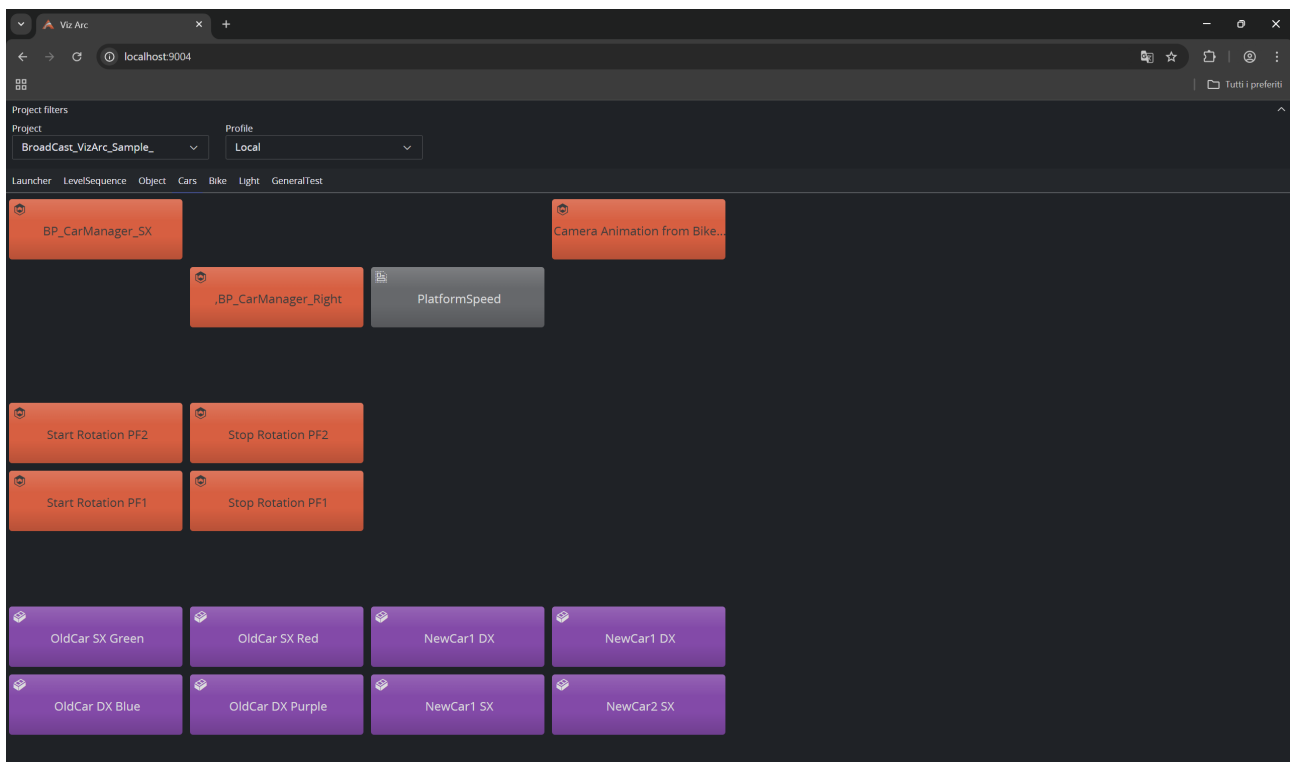 Viz Arc
localhost:9004
Tutti i preferiti
Project filters
Project
Profile
BroadCast_VizArc_Sample_
Local
Launcher LevelSequence Object Cars Bike Light GeneralTest
BP_CarManager_SX
Camera Animation from Bike...
,BP_CarManager_Right
PlatformSpeed
Start Rotation PF2
Stop Rotation PF2
Start Rotation PF1
Stop Rotation PF1
OldCar SX Green
OldCar SX Red
NewCar1 DX
NewCar1 DX
OldCar DX Blue
OldCar DX Purple
NewCar1 SX
NewCar2 SX